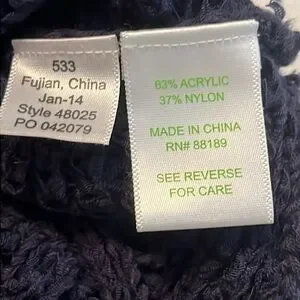 533
Fujian, China
Jan-14
Style 48025
PO 042079
63% ACRYLIC
37% NYLON
MADE IN CHINA
RN# 88189
SEE REVERSE
FOR CARE